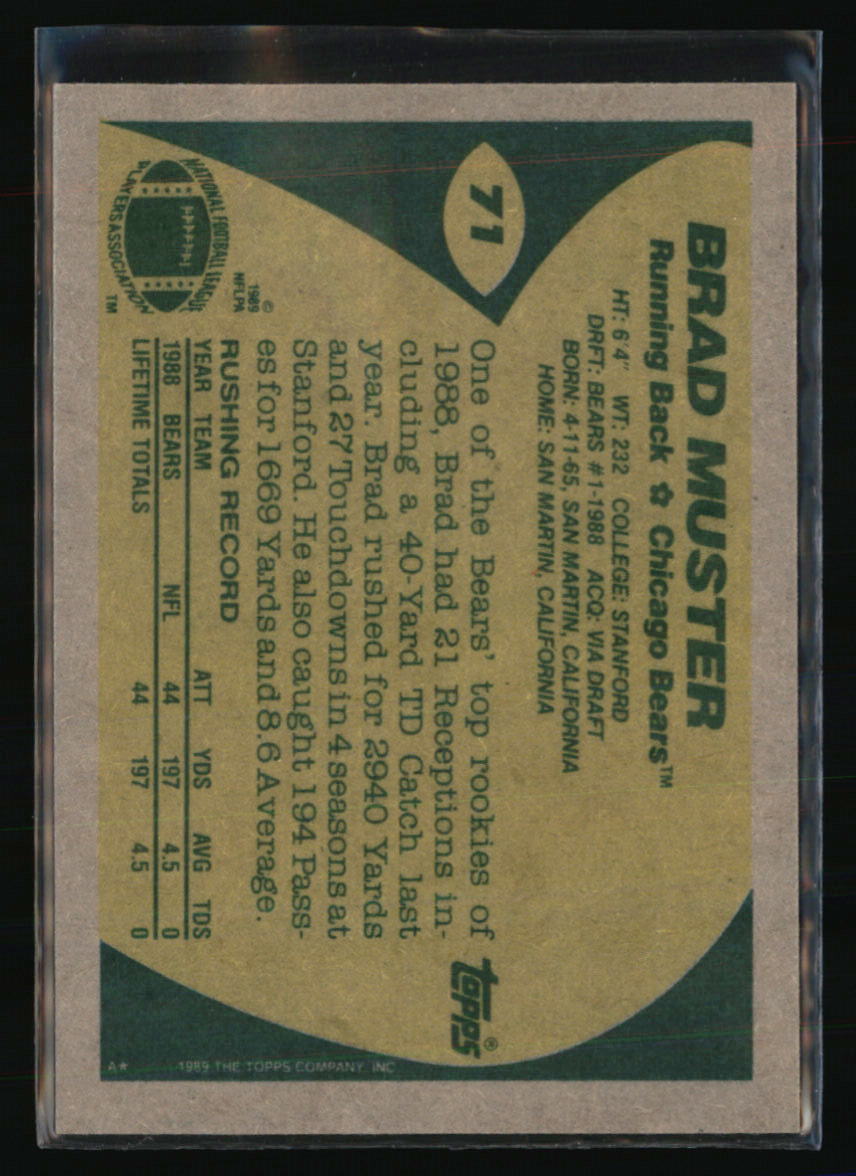 71
BRAD MUSTER
Running Back ✿ Chicago Bears™
HT: 6'4" WT: 232 COLLEGE: STANFORD
DRFT: BEARS #1-1988 ACQ: VIA DRAFT
BORN: 4-11-65, SAN MARTIN, CALIFORNIA
HOME: SAN MARTIN, CALIFORNIA
One of the Bears' top rookies of
1988, Brad had 21 Receptions in-
cluding a 40-Yard TD Catch last
year. Brad rushed for 2940 Yards
and 27 Touchdowns in 4 seasons at
Stanford. He also caught 194 Pass-
es for 1669 Yards and 8.6 Average.
topps®
NATIONAL FOOTBALL LEAGUE
PLAYERS ASSOCIATION
TM
©
1989
NFLPA
RUSHING RECORD
YEAR TEAM ATT YDS AVG TDS
1988 BEARS NFL 44 197 4.5 0
LIFETIME TOTALS 44 197 4.5 0
A★ 1989 THE TOPPS COMPANY, INC